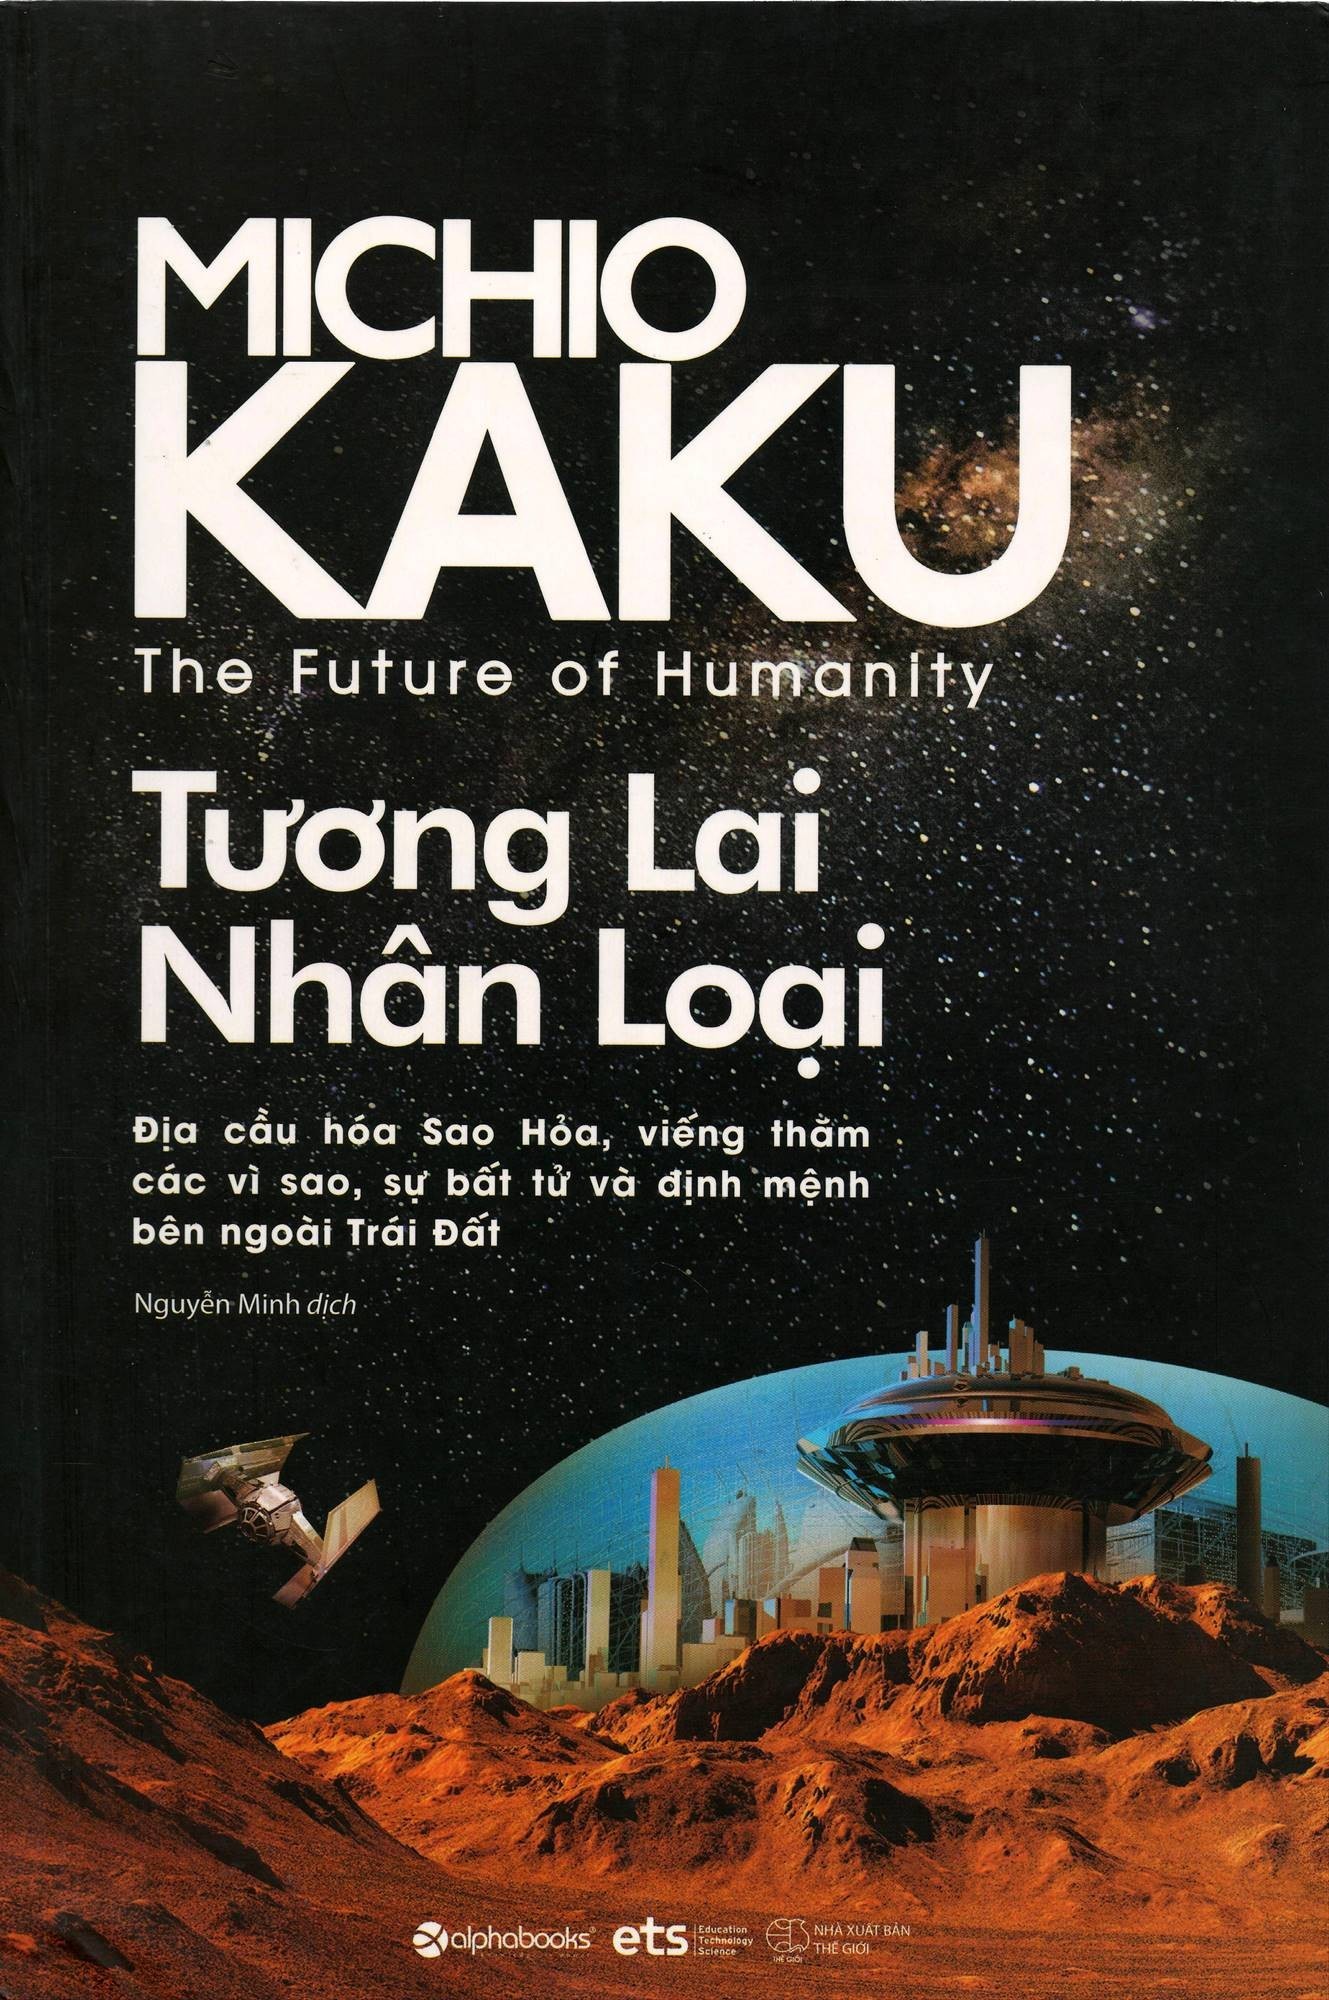 MICHIO
KAKU
The Future of Humanity
Tương Lai
Nhân Loại
Địa cầu hóa Sao Hỏa, viếng thăm
các vì sao, sự bất tử và định mệnh
bên ngoài Trái Đất
Nguyễn Minh dịch
alphabooks®
ets
Education
Technology
Science
THẾ GIỚI
NHÀ XUẤT BẢN
THẾ GIỚI